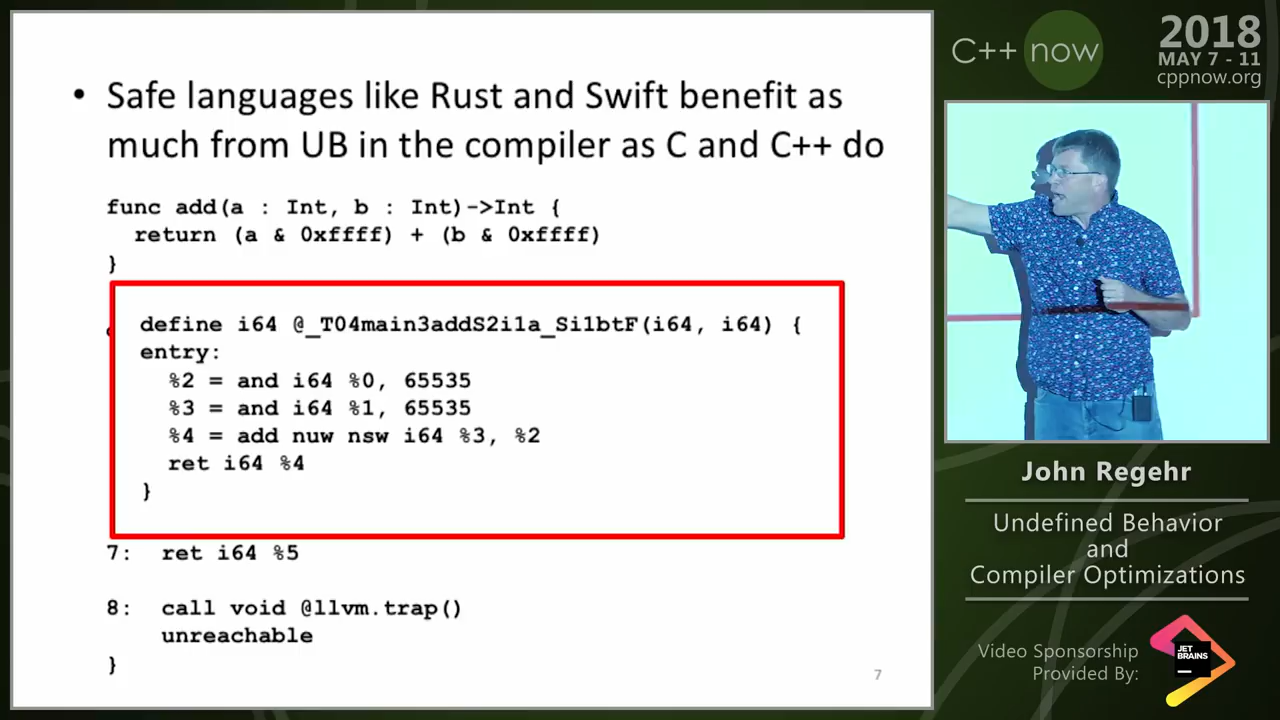 • Safe languages like Rust and Swift benefit as
much from UB in the compiler as C and C++ do
func add(a : Int, b : Int)->Int {
return (a & 0xffff) + (b & 0xffff)
}
define i64 @_T04main3addS2i1a_Si1btF(i64, i64) {
entry:
%2 = and i64 %0, 65535
%3 = and i64 %1, 65535
%4 = add nuw nsw i64 %3, %2
ret i64 %4
}
7: ret i64 %5
8: call void @llvm.trap()
unreachable
}
7
C++ now
2018
MAY 7 - 11
cppnow.org
John Regehr
Undefined Behavior
and
Compiler Optimizations
Video Sponsorship
Provided By:
JET
BRAINS